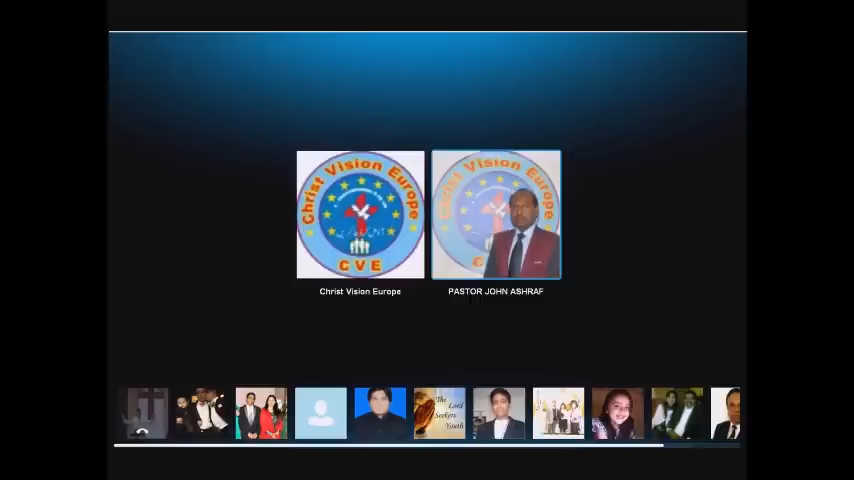 Christ Vision Europe
CVE
Christ Vision Europe
C
Christ Vision Europe
PASTOR JOHN ASHRAF
The
Lord
Seekers
Youth